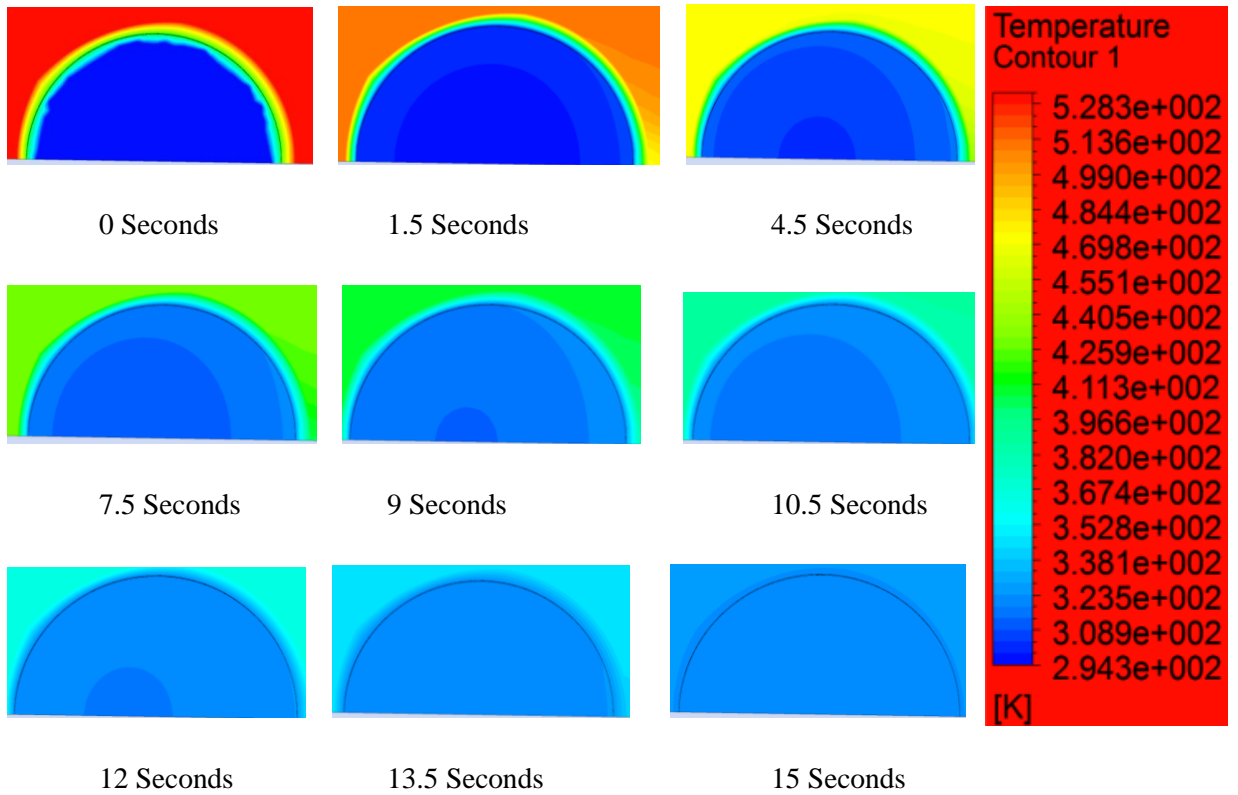 0 Seconds
1.5 Seconds
4.5 Seconds
7.5 Seconds
9 Seconds
10.5 Seconds
12 Seconds
13.5 Seconds
15 Seconds
Temperature
Contour 1
5.283e+002
5.136e+002
4.990e+002
4.844e+002
4.698e+002
4.551e+002
4.405e+002
4.259e+002
4.113e+002
3.966e+002
3.820e+002
3.674e+002
3.528e+002
3.381e+002
3.235e+002
3.089e+002
2.943e+002
[K]